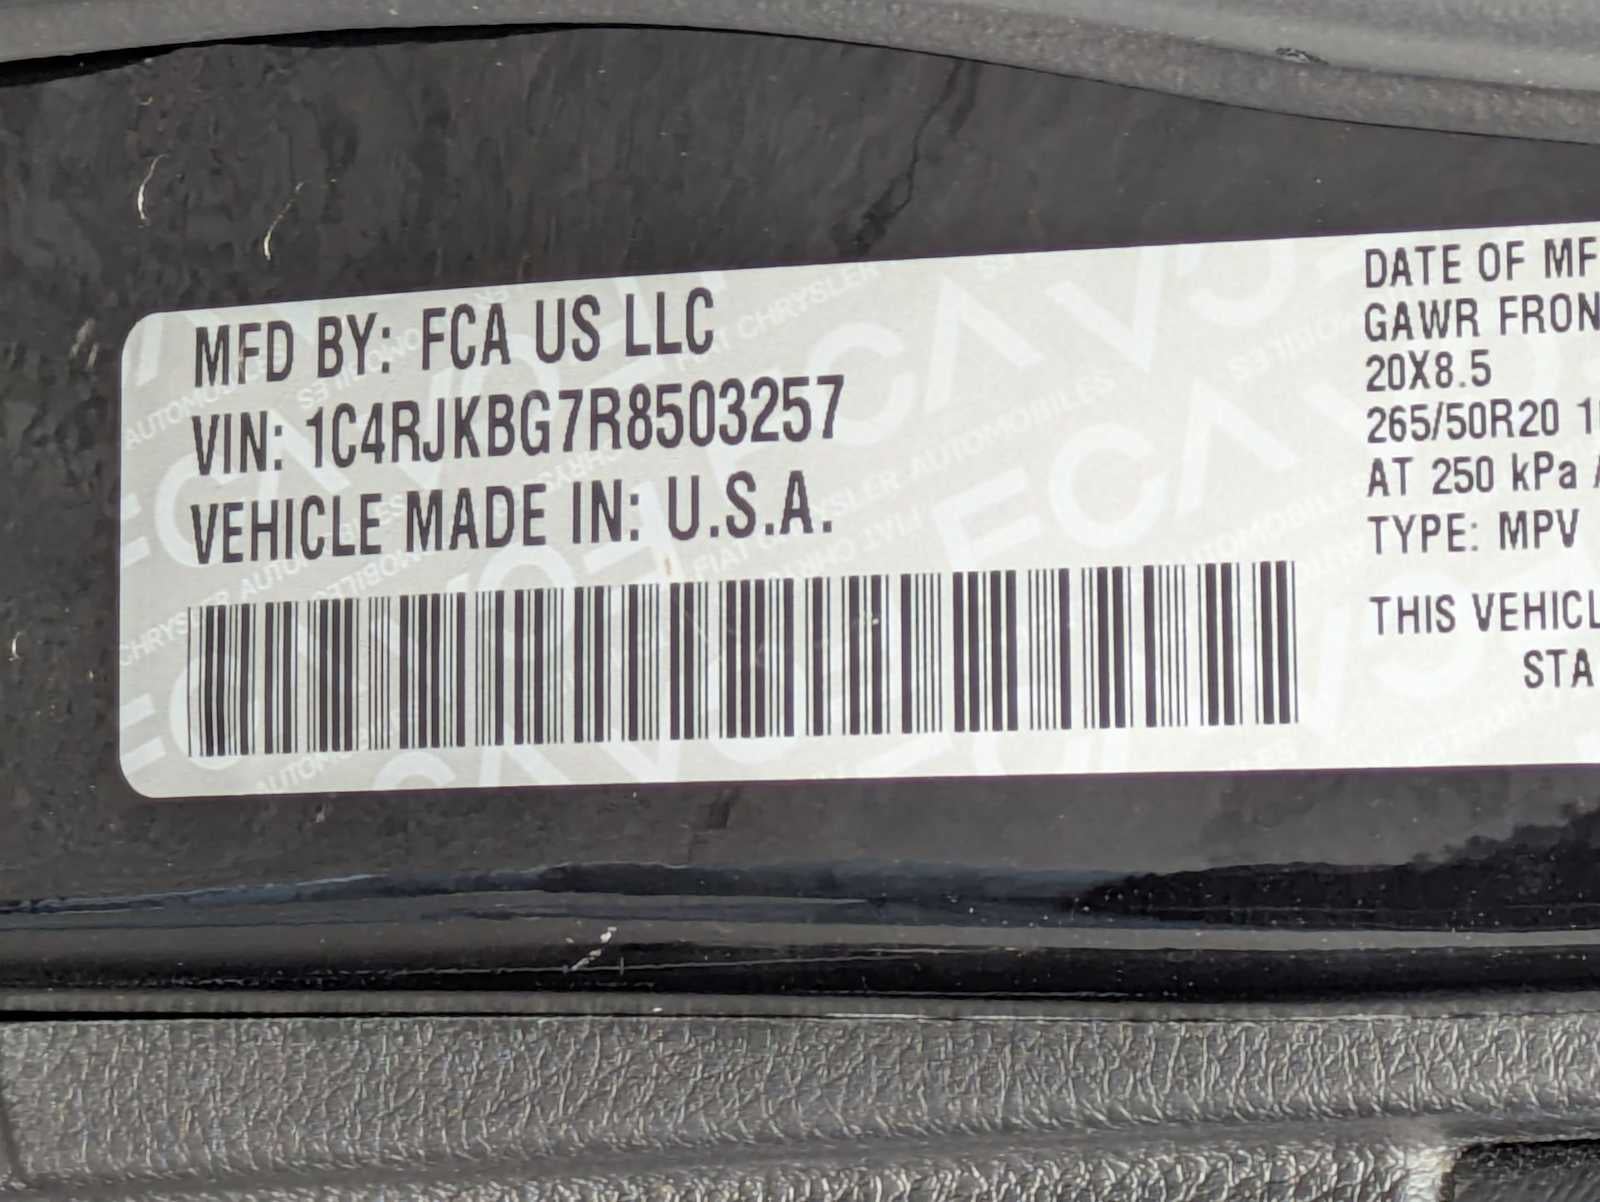 MFD BY: FCA US LLC
VIN: 1C4RJKBG7R8503257
VEHICLE MADE IN: U.S.A.
DATE OF MF
GAWR FRON
20X8.5
265/50R20
AT 250 kPa
TYPE: MPV
THIS VEHICL
STA